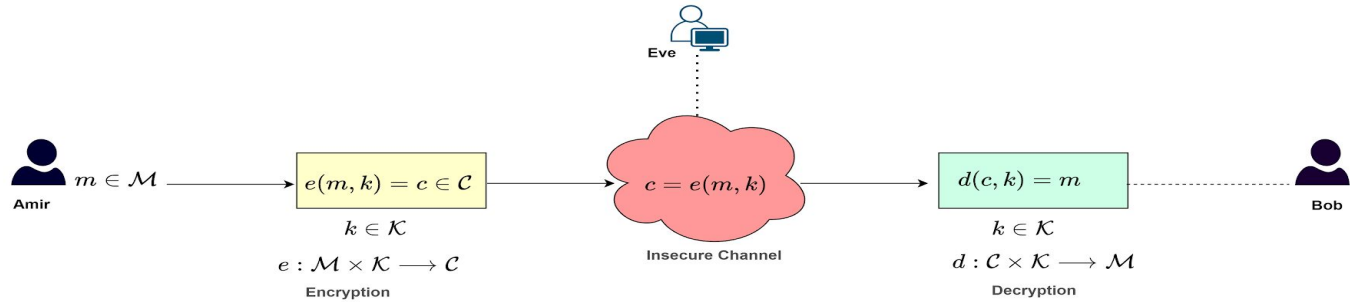 Eve
m ∈ ℳ
e(m, k) = c ∈ 𝒞
c = e(m, k)
d(c, k) = m
Amir
Bob
k ∈ 𝒦
k ∈ 𝒦
Insecure Channel
e : ℳ × 𝒦 ⟶ 𝒞
d : 𝒞 × 𝒦 ⟶ ℳ
Encryption
Decryption